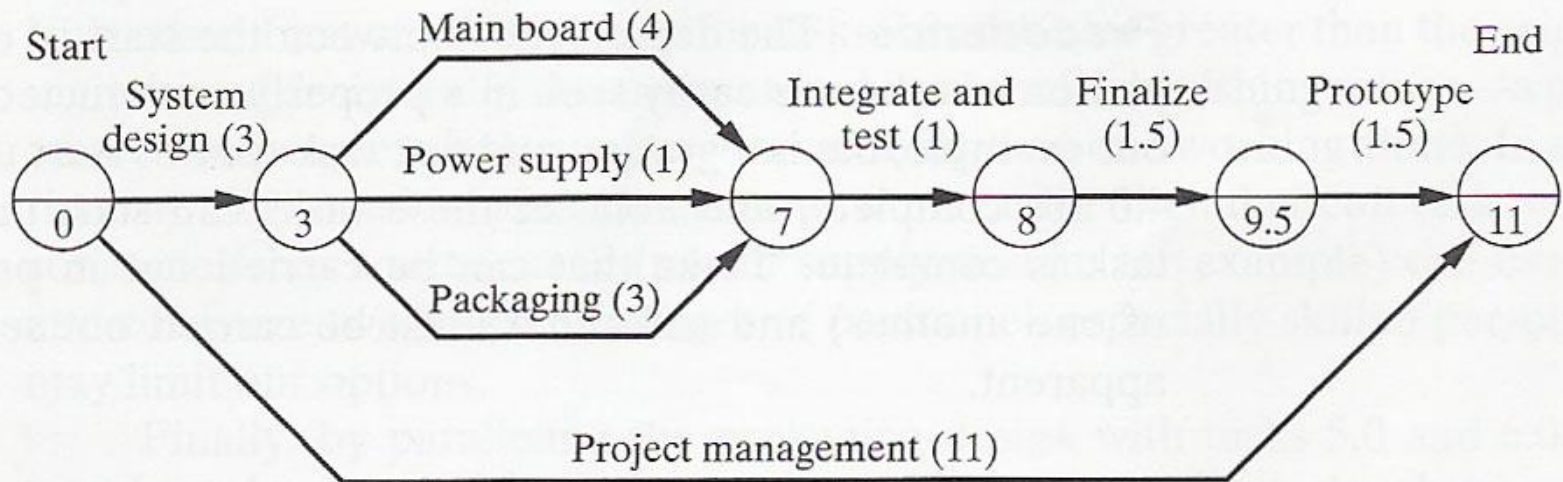 Main board (4)
Start
End
System
design (3)
Integrate and
test (1)
Finalize
(1.5)
Prototype
(1.5)
Power supply (1)
0
3
7
8
9.5
11
Packaging (3)
Project management (11)